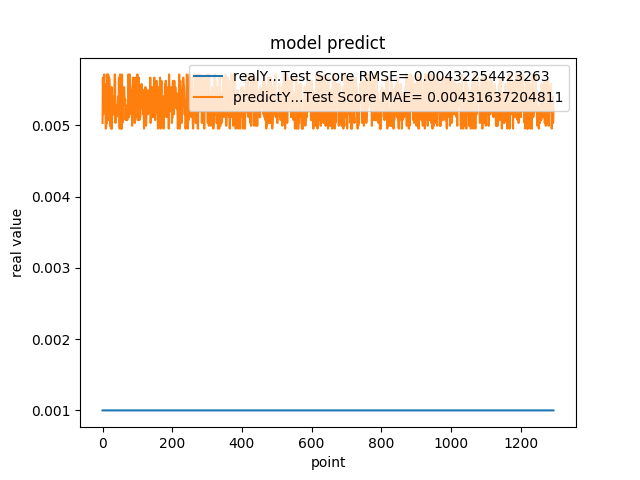 model predict
realY...Test Score RMSE= 0.00432254423263
predictY...Test Score MAE= 0.00431637204811
0.005
0.004
0.003
0.002
0.001
real value
0 200 400 600 800 1000 1200
point